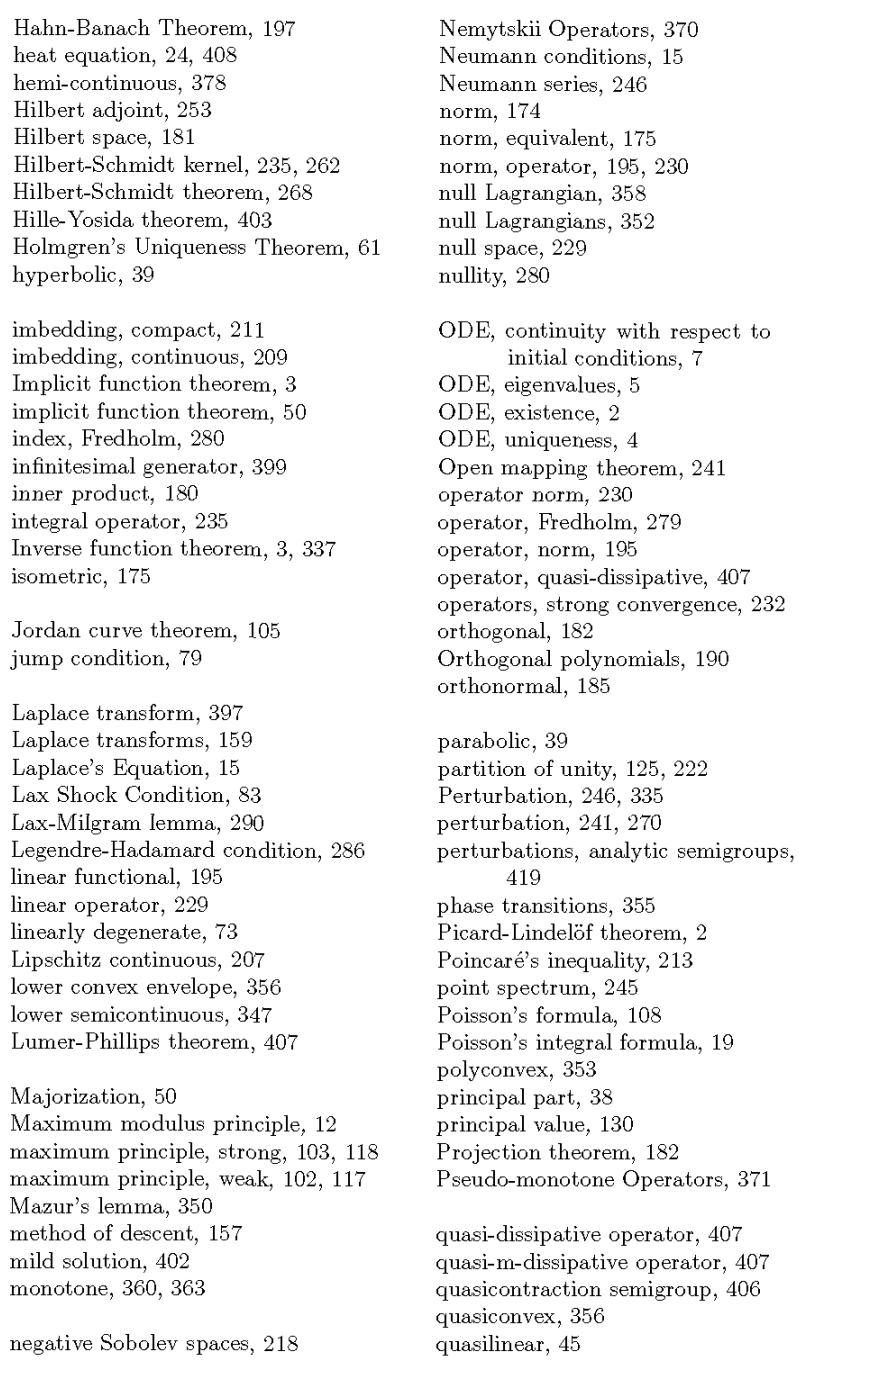 Hahn-Banach Theorem, 197
heat equation, 24, 408
hemi-continuous, 378
Hilbert adjoint, 253
Hilbert space, 181
Hilbert-Schmidt kernel, 235, 262
Hilbert-Schmidt theorem, 268
Hille-Yosida theorem, 403
Holmgren's Uniqueness Theorem, 61
hyperbolic, 39

imbedding, compact, 211
imbedding, continuous, 209
Implicit function theorem, 3
implicit function theorem, 50
index, Fredholm, 280
infinitesimal generator, 399
inner product, 180
integral operator, 235
Inverse function theorem, 3, 337
isometric, 175

Jordan curve theorem, 105
jump condition, 79

Laplace transform, 397
Laplace transforms, 159
Laplace's Equation, 15
Lax Shock Condition, 83
Lax-Milgram lemma, 290
Legendre-Hadamard condition, 286
linear functional, 195
linear operator, 229
linearly degenerate, 73
Lipschitz continuous, 207
lower convex envelope, 356
lower semicontinuous, 347
Lumer-Phillips theorem, 407

Majorization, 50
Maximum modulus principle, 12
maximum principle, strong, 103, 118
maximum principle, weak, 102, 117
Mazur's lemma, 350
method of descent, 157
mild solution, 402
monotone, 360, 363

negative Sobolev spaces, 218
Nemytskii Operators, 370
Neumann conditions, 15
Neumann series, 246
norm, 174
norm, equivalent, 175
norm, operator, 195, 230
null Lagrangian, 358
null Lagrangians, 352
null space, 229
nullity, 280

ODE, continuity with respect to
initial conditions, 7
ODE, eigenvalues, 5
ODE, existence, 2
ODE, uniqueness, 4
Open mapping theorem, 241
operator norm, 230
operator, Fredholm, 279
operator, norm, 195
operator, quasi-dissipative, 407
operators, strong convergence, 232
orthogonal, 182
Orthogonal polynomials, 190
orthonormal, 185

parabolic, 39
partition of unity, 125, 222
Perturbation, 246, 335
perturbation, 241, 270
perturbations, analytic semigroups,
419
phase transitions, 355
Picard-Lindelöf theorem, 2
Poincaré's inequality, 213
point spectrum, 245
Poisson's formula, 108
Poisson's integral formula, 19
polyconvex, 353
principal part, 38
principal value, 130
Projection theorem, 182
Pseudo-monotone Operators, 371

quasi-dissipative operator, 407
quasi-m-dissipative operator, 407
quasicontraction semigroup, 406
quasiconvex, 356
quasilinear, 45